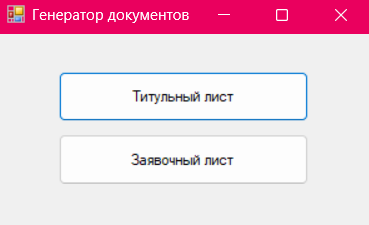 Генератор документов
Титульный лист
Заявочный лист